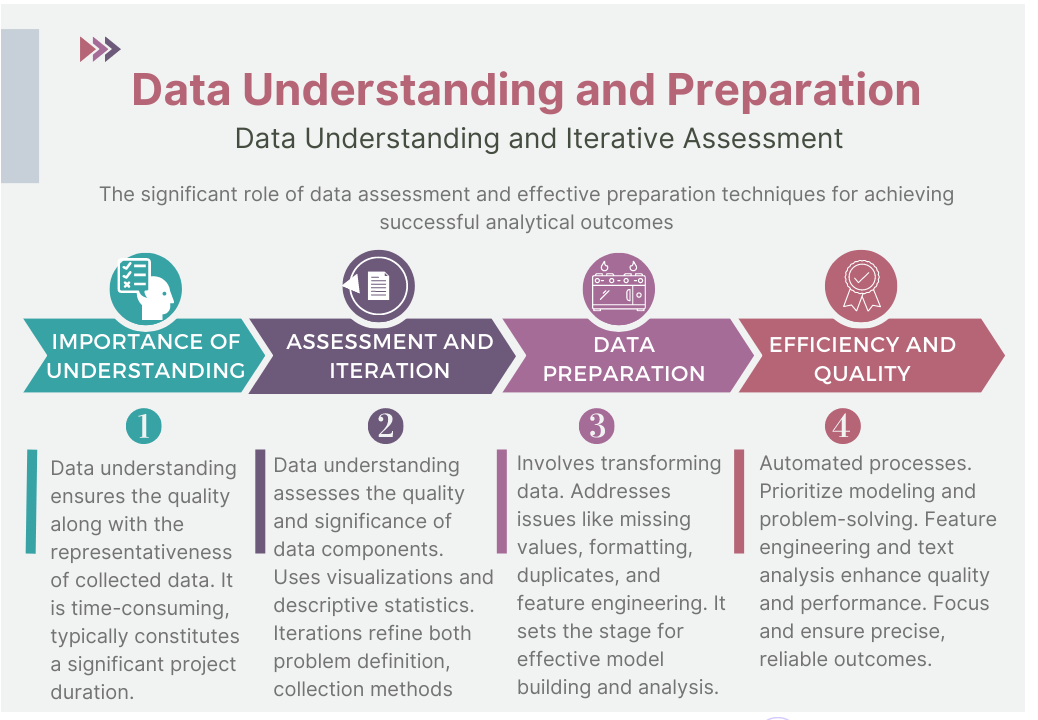 Data Understanding and Preparation
Data Understanding and Iterative Assessment
The significant role of data assessment and effective preparation techniques for achieving
successful analytical outcomes
IMPORTANCE OF
UNDERSTANDING
ASSESSMENT AND
ITERATION
DATA
PREPARATION
EFFICIENCY AND
QUALITY
1
Data understanding
ensures the quality
along with the
representativeness
of collected data. It
is time-consuming,
typically constitutes
a significant project
duration.
2
Data understanding
assesses the quality
and significance of
data components.
Uses visualizations and
descriptive statistics.
Iterations refine both
problem definition,
collection methods
3
Involves transforming
data. Addresses
issues like missing
values, formatting,
duplicates, and
feature engineering. It
sets the stage for
effective model
building and analysis.
4
Automated processes.
Prioritize modeling and
problem-solving. Feature
engineering and text
analysis enhance quality
and performance. Focus
and ensure precise,
reliable outcomes.